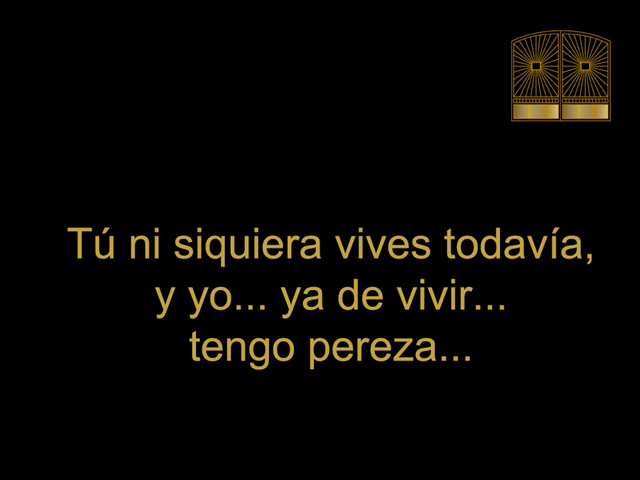 Tú ni siquiera vives todavía,
y yo... ya de vivir...
tengo pereza...